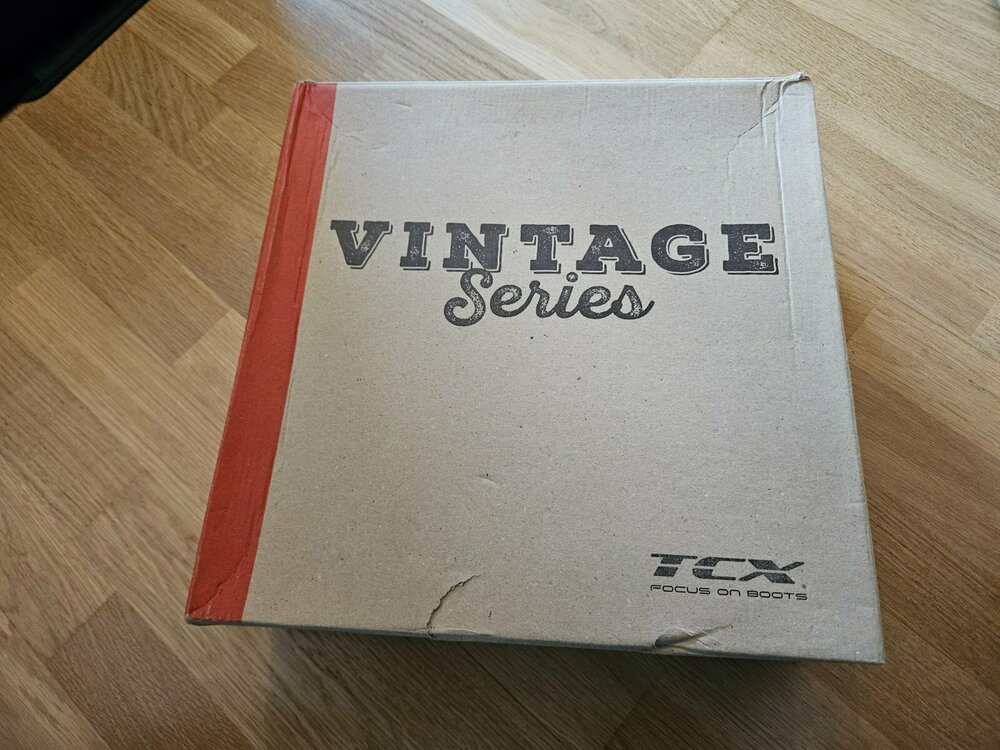 VINTAGE
Series
TCX®
FOCUS ON BOOTS